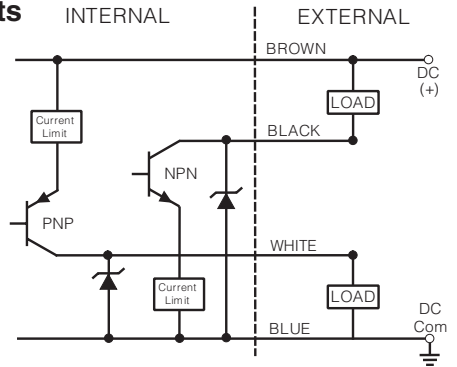 ts
INTERNAL
EXTERNAL
BROWN
DC
(+)
Current
Limit
LOAD
BLACK
NPN
PNP
WHITE
Current
Limit
LOAD
DC
Com
BLUE